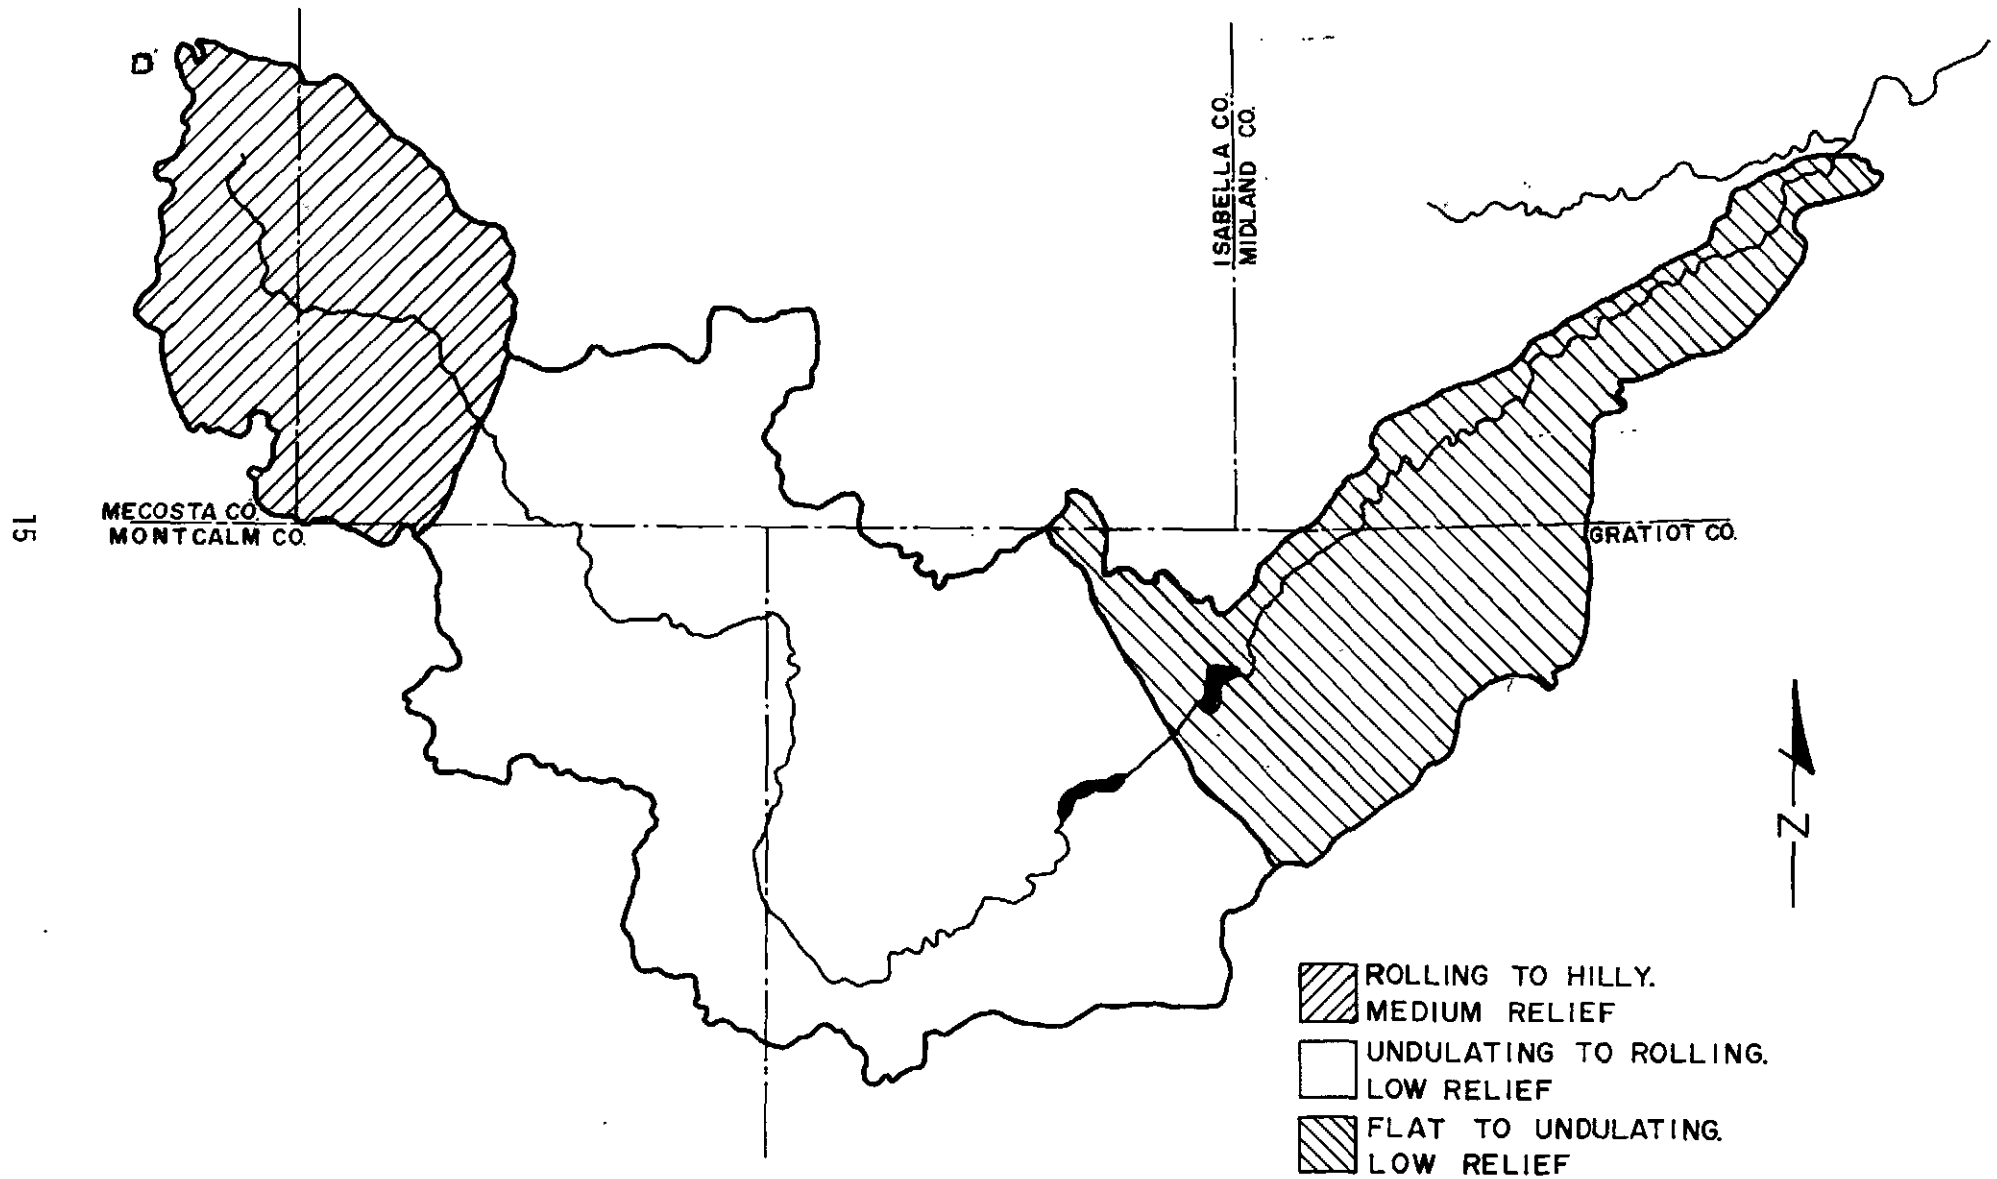 ISABELLA CO.
MIDLAND CO.
MECOSTA CO.
MONTCALM CO.
GRATIOT CO.
15
N
ROLLING TO HILLY.
MEDIUM RELIEF
UNDULATING TO ROLLING.
LOW RELIEF
FLAT TO UNDULATING.
LOW RELIEF